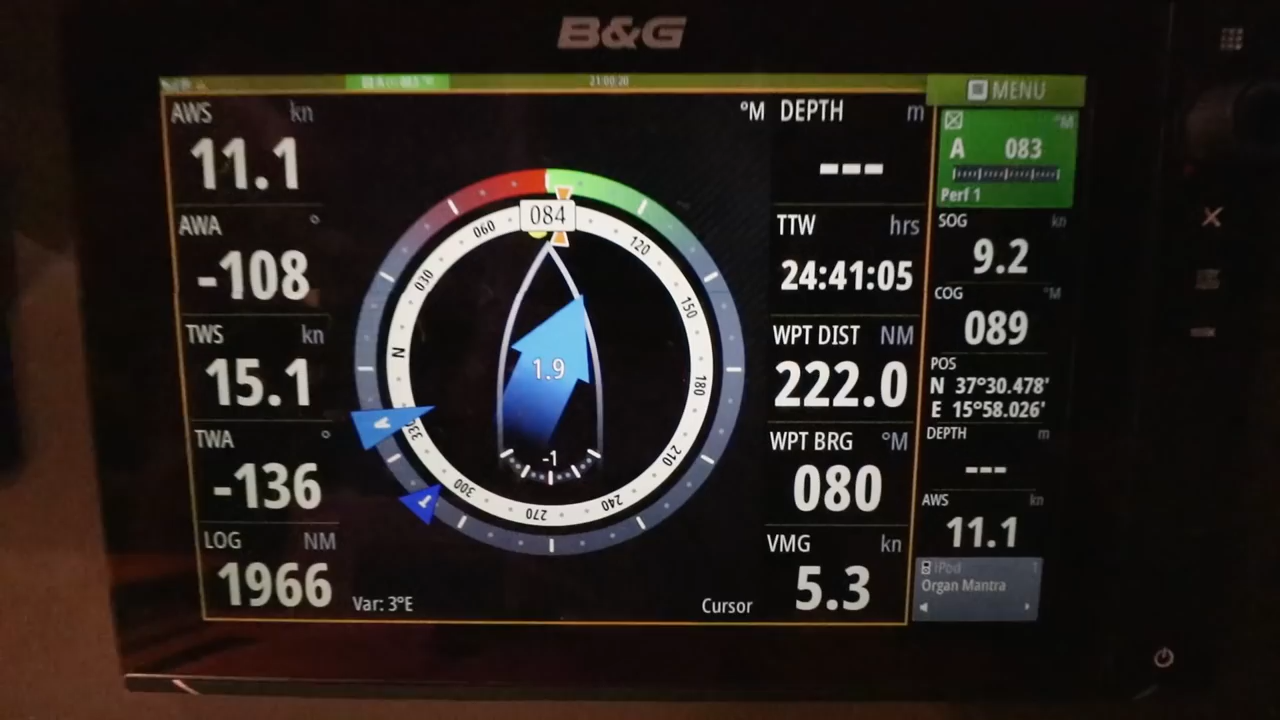 B&G
21:00:20
MENU
AWS kn
11.1
AWA °
-108
TWS kn
15.1
TWA °
-136
LOG NM
1966
°M
084
060
120
030
150
N
180
330
210
300
240
270
A
T
1.9
-1
Var: 3°E
Cursor
DEPTH m
---
TTW hrs
24:41:05
WPT DIST NM
222.0
WPT BRG °M
080
VMG kn
5.3
°M
A 083
Perf 1
SOG kn
9.2
COG °M
089
POS
N 37°30.478'
E 15°58.026'
DEPTH m
---
AWS kn
11.1
iPod 1
Organ Mantra